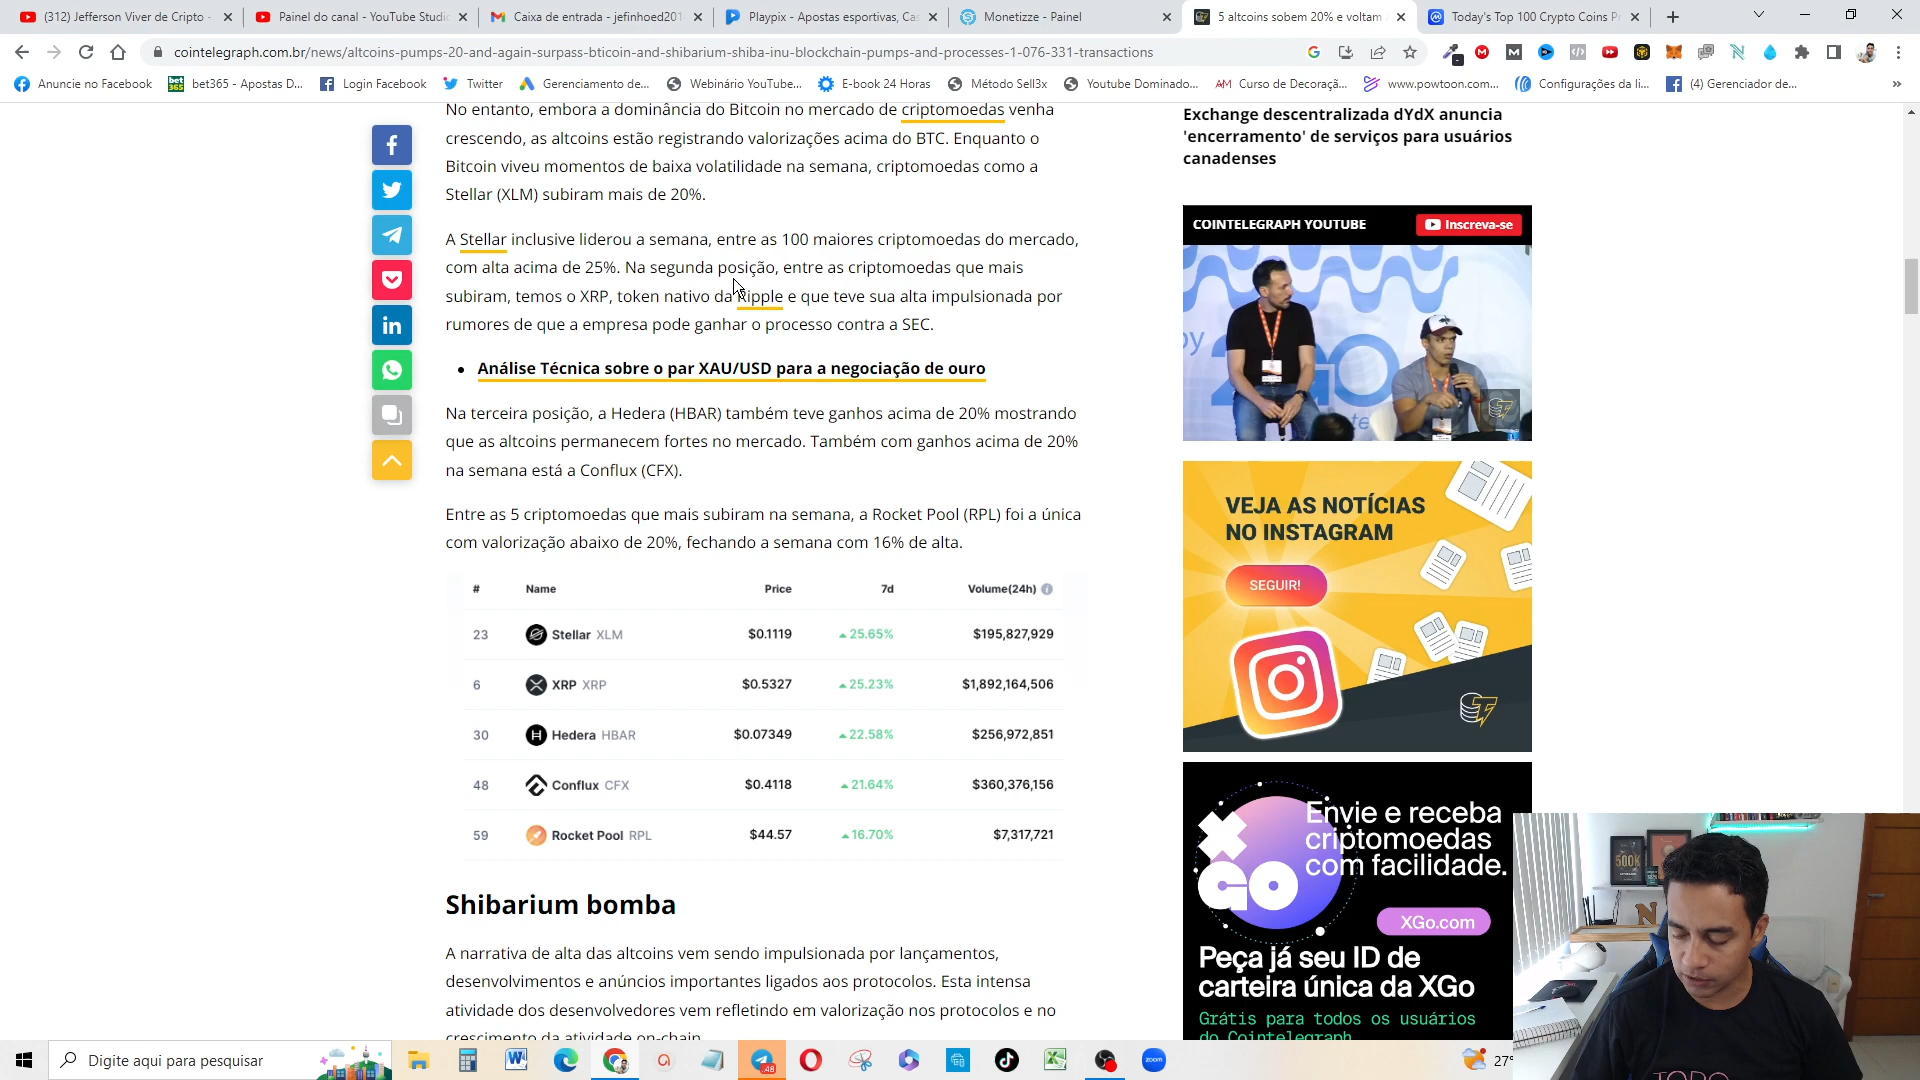 (312) Jefferson Viver de Cripto -
Painel do canal - YouTube Studio
Caixa de entrada - jefinhoed201
Playpix - Apostas esportivas, Cas
Monetizze - Painel
5 altcoins sobem 20% e voltam
Today's Top 100 Crypto Coins Pr
cointelegraph.com.br/news/altcoins-pumps-20-and-again-surpass-bticoin-and-shibarium-shiba-inu-blockchain-pumps-and-processes-1-076-331-transactions
Anuncie no Facebook
bet365 - Apostas D...
Login Facebook
Twitter
Gerenciamento de...
Webinário YouTube...
E-book 24 Horas
Método Sell3x
Youtube Dominado...
Curso de Decoraçã...
www.powtoon.com...
Configurações da li...
(4) Gerenciador de...
No entanto, embora a dominância do Bitcoin no mercado de criptomoedas venha
crescendo, as altcoins estão registrando valorizações acima do BTC. Enquanto o
Bitcoin viveu momentos de baixa volatilidade na semana, criptomoedas como a
Stellar (XLM) subiram mais de 20%.
A Stellar inclusive liderou a semana, entre as 100 maiores criptomoedas do mercado,
com alta acima de 25%. Na segunda posição, entre as criptomoedas que mais
subiram, temos o XRP, token nativo da Ripple e que teve sua alta impulsionada por
rumores de que a empresa pode ganhar o processo contra a SEC.
• Análise Técnica sobre o par XAU/USD para a negociação de ouro
Na terceira posição, a Hedera (HBAR) também teve ganhos acima de 20% mostrando
que as altcoins permanecem fortes no mercado. Também com ganhos acima de 20%
na semana está a Conflux (CFX).
Entre as 5 criptomoedas que mais subiram na semana, a Rocket Pool (RPL) foi a única
com valorização abaixo de 20%, fechando a semana com 16% de alta.
# Name Price 7d Volume(24h)
23 Stellar XLM $0.1119 25.65% $195,827,929
6 XRP XRP $0.5327 25.23% $1,892,164,506
30 Hedera HBAR $0.07349 22.58% $256,972,851
48 Conflux CFX $0.4118 21.64% $360,376,156
59 Rocket Pool RPL $44.57 16.70% $7,317,721
Shibarium bomba
A narrativa de alta das altcoins vem sendo impulsionada por lançamentos,
desenvolvimentos e anúncios importantes ligados aos protocolos. Esta intensa
atividade dos desenvolvedores vem refletindo em valorização nos protocolos e no
crescimento da atividade on-chain.
Exchange descentralizada dYdX anuncia
'encerramento' de serviços para usuários
canadenses
COINTELEGRAPH YOUTUBE
Inscreva-se
VEJA AS NOTÍCIAS
NO INSTAGRAM
SEGUIR!
XGO
Envie e receba
criptomoedas
com facilidade.
XGo.com
Peça já seu ID de
carteira única da XGo
Grátis para todos os usuários
do Cointelegraph
500K
N
Digite aqui para pesquisar
48
zoom
27°